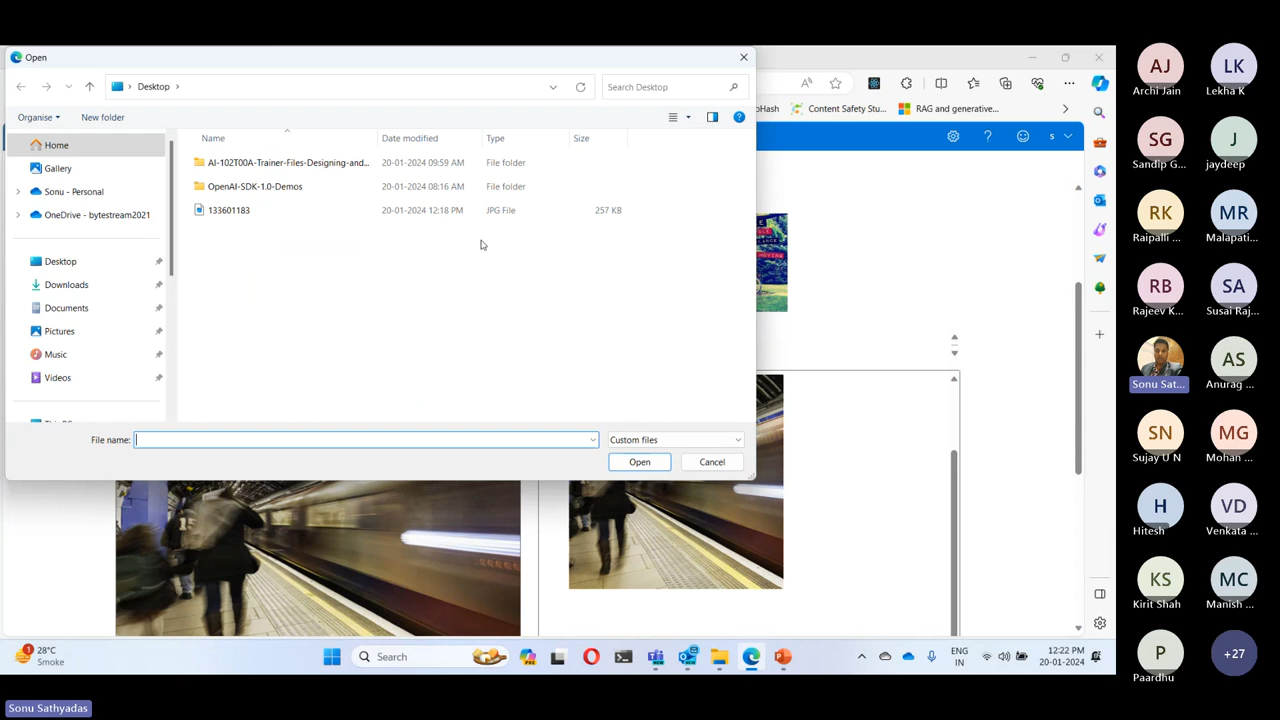 Open
Desktop
Search Desktop
Organise
New folder
Home
Gallery
Sonu - Personal
OneDrive - bytestream2021
Desktop
Downloads
Documents
Pictures
Music
Videos
Name
Date modified
Type
Size
AI-102T00A-Trainer-Files-Designing-and...
20-01-2024 09:59 AM
File folder
OpenAI-SDK-1.0-Demos
20-01-2024 08:16 AM
File folder
133601183
20-01-2024 12:18 PM
JPG File
257 KB
File name:
Custom files
Open
Cancel
oHash
Content Safety Stu...
RAG and generative...
s
MOVING
15
28°C
Smoke
1
Search
ENG
IN
12:22 PM
20-01-2024
AJ
Archi Jain
LK
Lekha K
SG
Sandip G...
J
jaydeep
RK
Raipalli ...
MR
Malapati...
RB
Rajeev K...
SA
Susai Raj...
Sonu Sat...
AS
Anurag ...
SN
Sujay U N
MG
Mohan ...
H
Hitesh
VD
Venkata ...
KS
Kirit Shah
MC
Manish ...
P
Paardhu
+27
Sonu Sathyadas